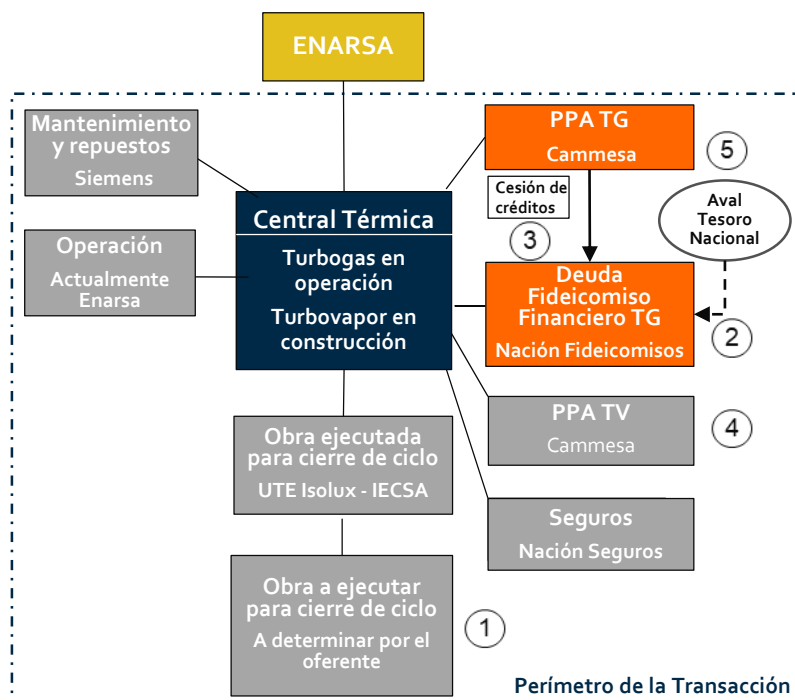 ENARSA
Mantenimiento
y repuestos
Siemens
Operación
Actualmente
Enarsa
Central Térmica
Turbogas en
operación
Turbovapor en
construcción
PPA TG
Cammesa
5
Cesión de
créditos
3
Aval
Tesoro
Nacional
Deuda
Fideicomiso
Financiero TG
Nación Fideicomisos
2
PPA TV
Cammesa
4
Obra ejecutada
para cierre de ciclo
UTE Isolux - IECSA
Seguros
Nación Seguros
Obra a ejecutar
para cierre de ciclo
A determinar por el
oferente
1
Perímetro de la Transacción